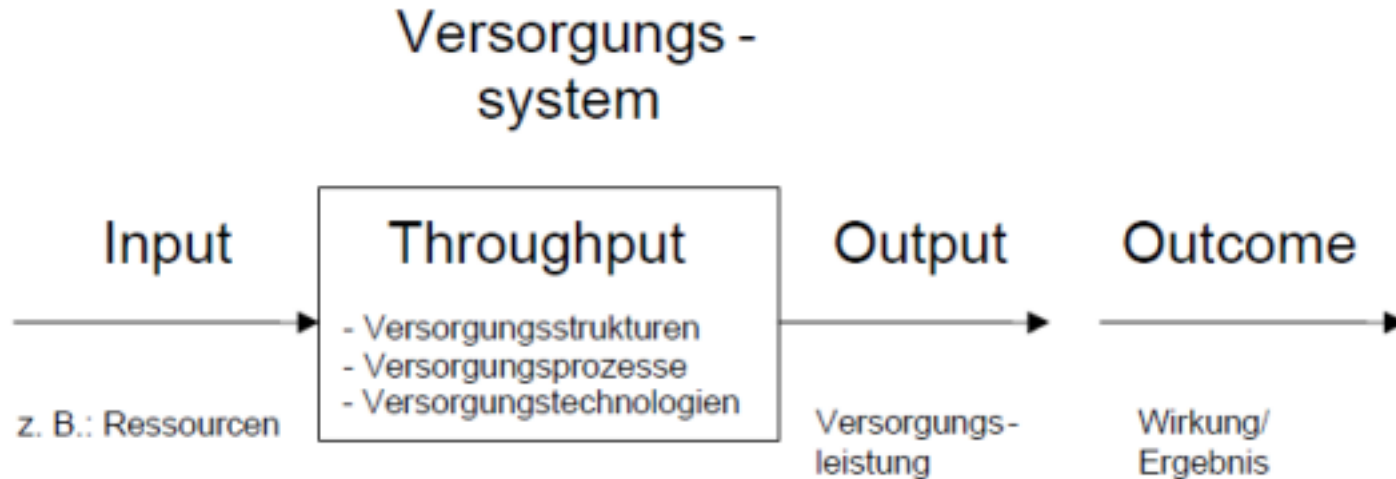 Versorgungs -
system
Input
Throughput
Output
Outcome
- Versorgungsstrukturen
- Versorgungsprozesse
- Versorgungstechnologien
z. B.: Ressourcen
Versorgungs-
leistung
Wirkung/
Ergebnis